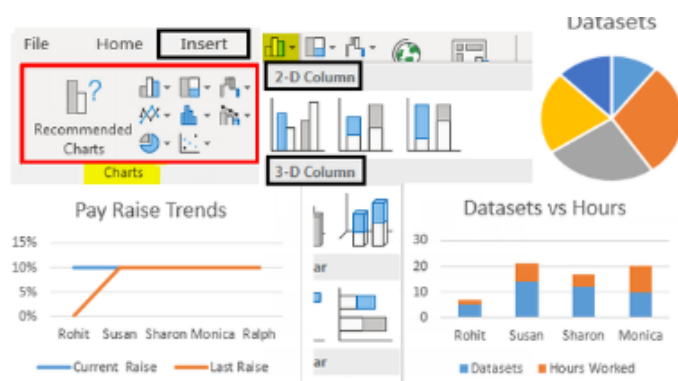 File Home Insert
Recommended
Charts
Charts
2-D Column
3-D Column
ar
ar
Datasets
Pay Raise Trends
15%
10%
5%
0%
Rohit Susan Sharon Monica Ralph
Current Raise Last Raise
Datasets vs Hours
30
20
10
0
Rohit Susan Sharon Monica
Datasets Hours Worked